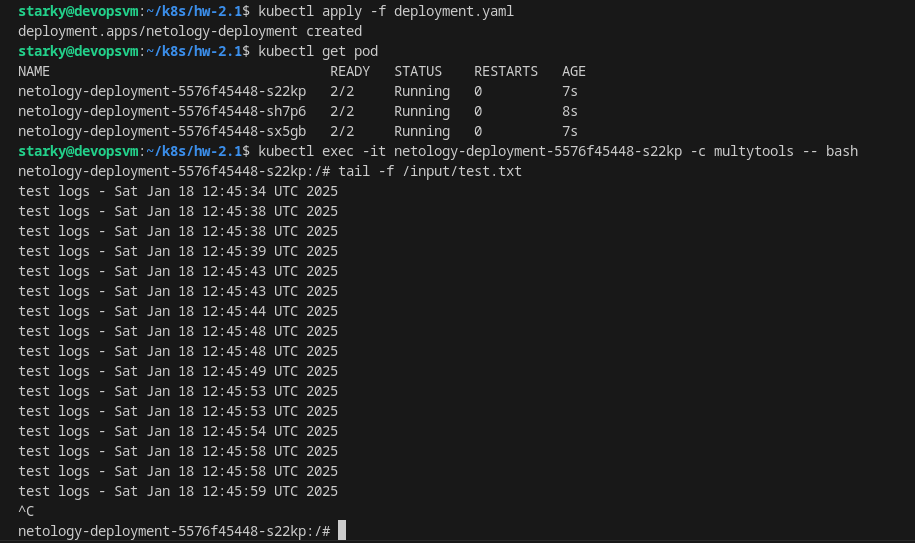 starky@devopsvm:~/k8s/hw-2.1$ kubectl apply -f deployment.yaml
deployment.apps/netology-deployment created
starky@devopsvm:~/k8s/hw-2.1$ kubectl get pod
NAME                                   READY   STATUS    RESTARTS   AGE
netology-deployment-5576f45448-s22kp   2/2     Running   0          7s
netology-deployment-5576f45448-sh7p6   2/2     Running   0          8s
netology-deployment-5576f45448-sx5gb   2/2     Running   0          7s
starky@devopsvm:~/k8s/hw-2.1$ kubectl exec -it netology-deployment-5576f45448-s22kp -c multytools -- bash
netology-deployment-5576f45448-s22kp:/# tail -f /input/test.txt
test logs - Sat Jan 18 12:45:34 UTC 2025
test logs - Sat Jan 18 12:45:38 UTC 2025
test logs - Sat Jan 18 12:45:38 UTC 2025
test logs - Sat Jan 18 12:45:39 UTC 2025
test logs - Sat Jan 18 12:45:43 UTC 2025
test logs - Sat Jan 18 12:45:43 UTC 2025
test logs - Sat Jan 18 12:45:44 UTC 2025
test logs - Sat Jan 18 12:45:48 UTC 2025
test logs - Sat Jan 18 12:45:48 UTC 2025
test logs - Sat Jan 18 12:45:49 UTC 2025
test logs - Sat Jan 18 12:45:53 UTC 2025
test logs - Sat Jan 18 12:45:53 UTC 2025
test logs - Sat Jan 18 12:45:54 UTC 2025
test logs - Sat Jan 18 12:45:58 UTC 2025
test logs - Sat Jan 18 12:45:58 UTC 2025
test logs - Sat Jan 18 12:45:59 UTC 2025
^C
netology-deployment-5576f45448-s22kp:/#